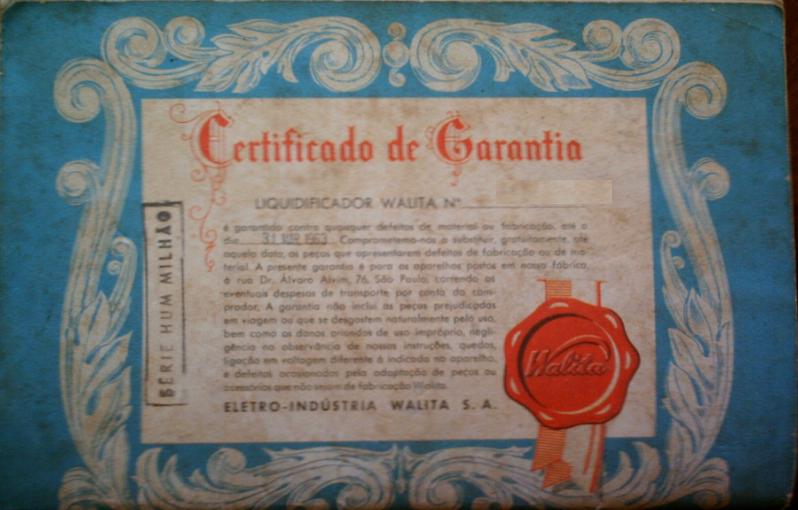 Certificado de Garantia
LIQUIDIFICADOR WALITA Nº
é garantido contra quaisquer defeitos de material ou fabricação, até o
dia 31 MAR 1963. Comprometemo-nos a substituir, gratuitamente, até
aquela data, as peças que apresentarem defeitos de fabricação ou de ma-
terial. A presente garantia é para os aparelhos postos em nossa fábrica,
à rua Dr. Álvaro Alvim, 76, São Paulo, correndo as
eventuais despesas de transporte por conta do com-
prador. A garantia não inclui as peças prejudicadas
em viagem ou que se desgastem naturalmente pelo uso,
bem como os danos oriundos de uso impróprio, negli-
gência na observância de nossas instruções, quedas,
ligação em voltagem diferente à indicada no aparelho,
e defeitos ocasionados pela adaptação de peças ou
acessórios que não sejam de fabricação Walita.
ELETRO-INDÚSTRIA WALITA S. A.
SÉRIE HUM MILHÃO
Walita